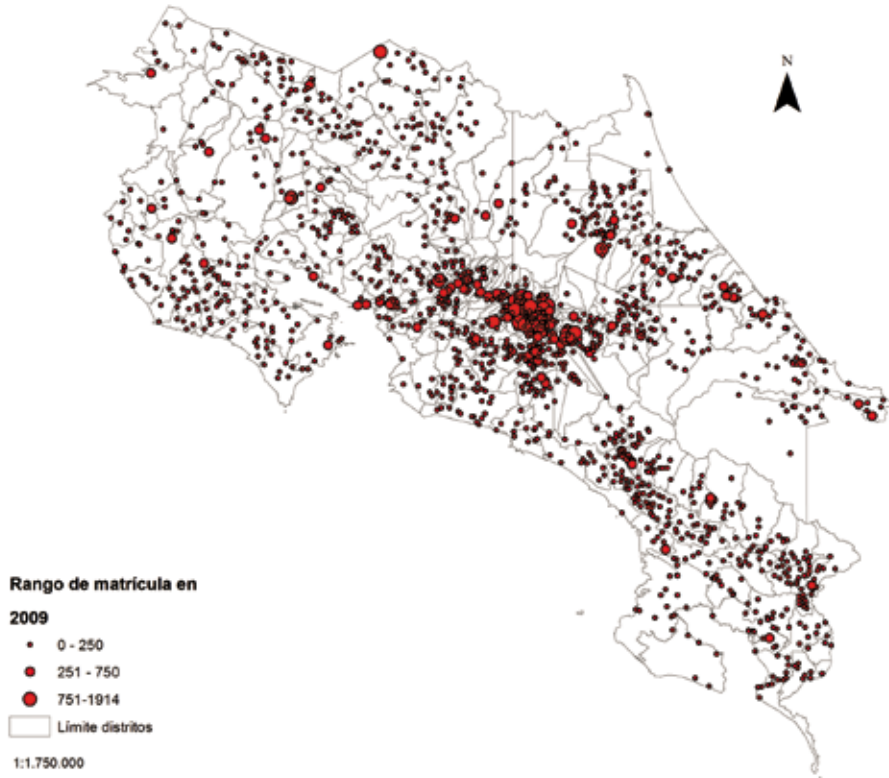 N
Rango de matrícula en
2009
0 - 250
251 - 750
751-1914
Límite distritos
1:1.750.000